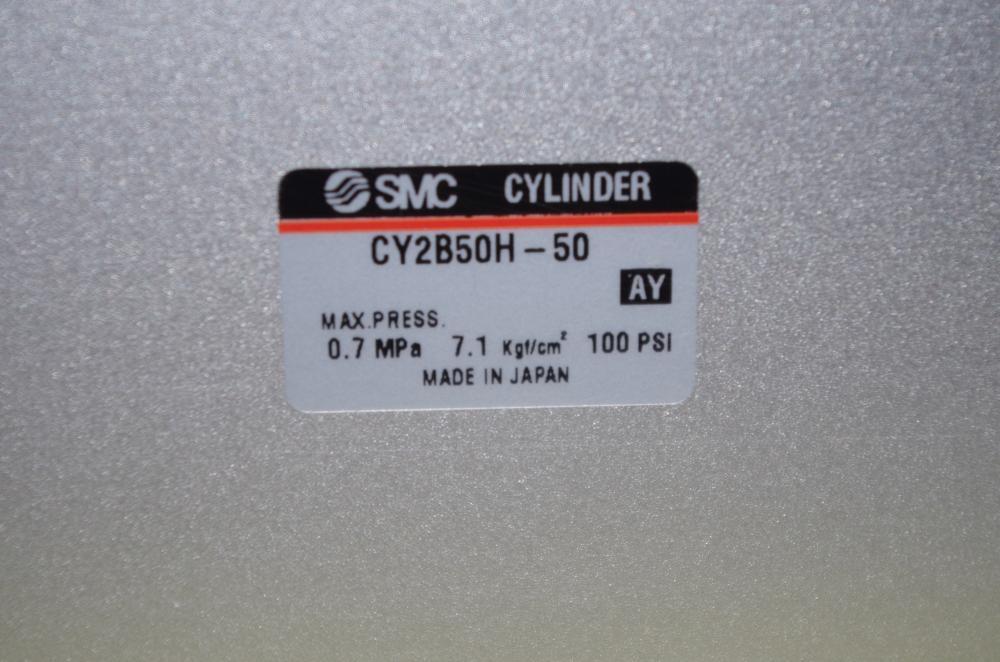 SMC CYLINDER
CY2B50H-50
AY
MAX.PRESS.
0.7 MPa 7.1 Kgf/cm² 100 PSI
MADE IN JAPAN